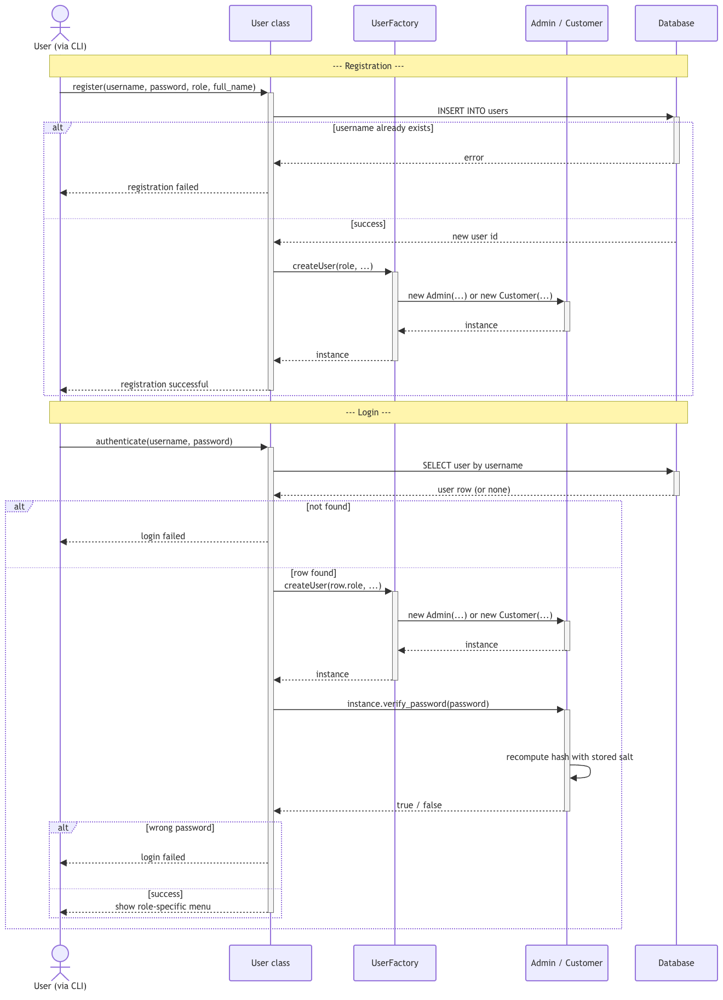 User (via CLI)
User class
UserFactory
Admin / Customer
Database
--- Registration ---
register(username, password, role, full_name)
INSERT INTO users
alt
[username already exists]
error
registration failed
[success]
new user id
createUser(role, ...)
new Admin(...) or new Customer(...)
instance
instance
registration successful
--- Login ---
authenticate(username, password)
SELECT user by username
user row (or none)
alt
[not found]
login failed
[row found]
createUser(row.role, ...)
new Admin(...) or new Customer(...)
instance
instance
instance.verify_password(password)
recompute hash with stored salt
true / false
alt
[wrong password]
login failed
[success]
show role-specific menu
User (via CLI)
User class
UserFactory
Admin / Customer
Database